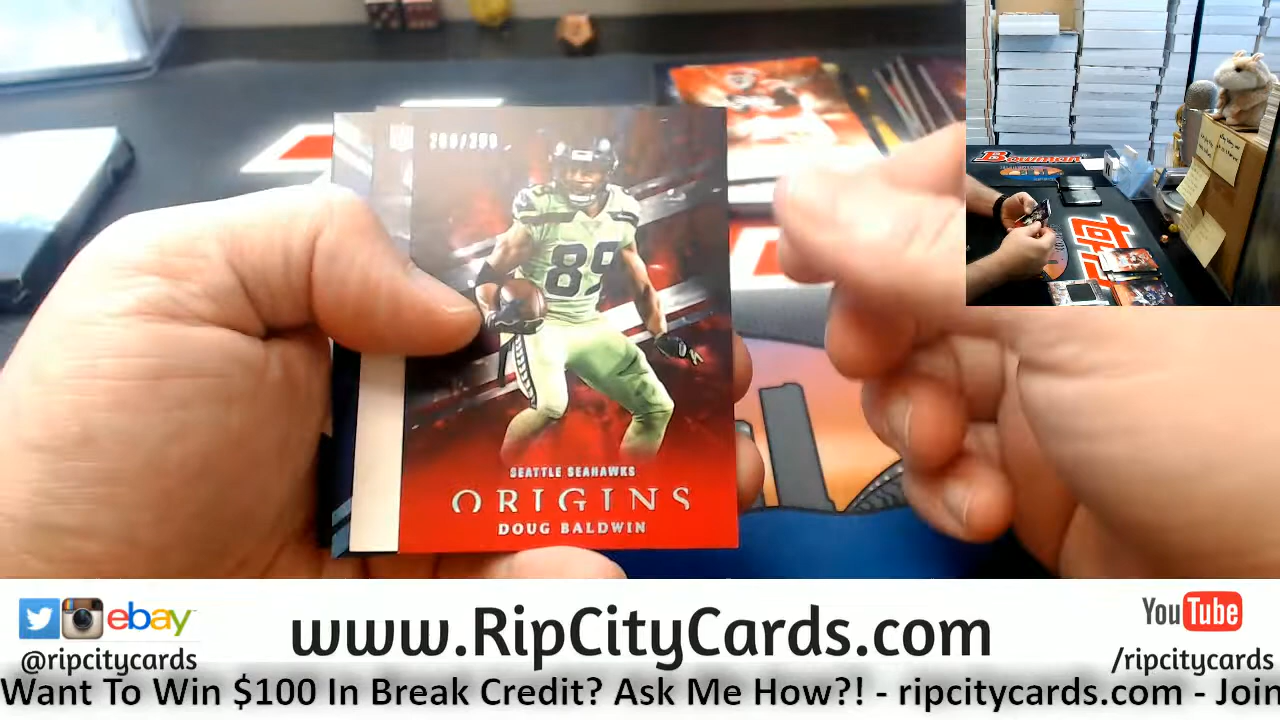 89
SEATTLE SEAHAWKS
ORIGINS
DOUG BALDWIN
BOWMAN
ebay
@ripcitycards
www.RipCityCards.com
YouTube
/ripcitycards
Want To Win $100 In Break Credit? Ask Me How?! - ripcitycards.com - Join